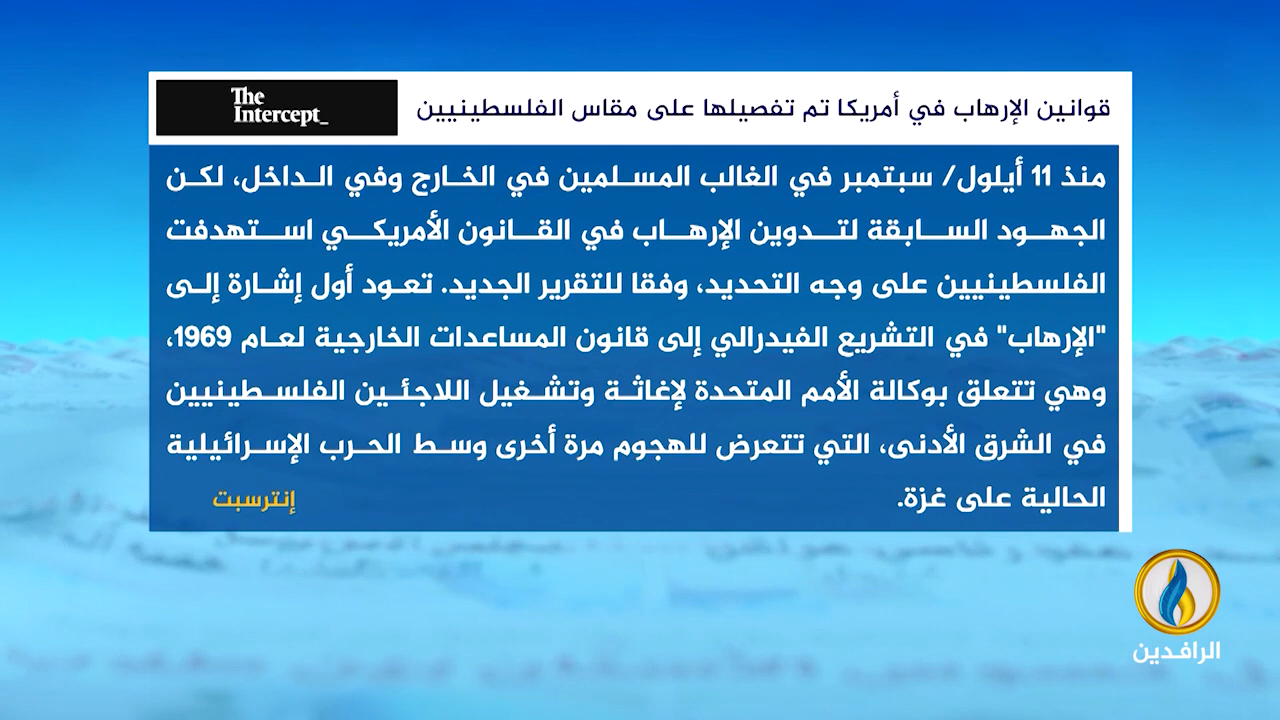 The
Intercept_
قوانين الإرهاب في أمريكا تم تفصيلها على مقاس الفلسطينيين
منذ 11 أيلول/ سبتمبر في الغالب المسلمين في الخارج وفي الداخل، لكن
الجهود السابقة لتدوين الإرهاب في القانون الأمريكي استهدفت
الفلسطينيين على وجه التحديد، وفقا للتقرير الجديد. تعود أول إشارة إلى
"الإرهاب" في التشريع الفيدرالي إلى قانون المساعدات الخارجية لعام 1969،
وهي تتعلق بوكالة الأمم المتحدة لإغاثة وتشغيل اللاجئين الفلسطينيين
في الشرق الأدنى، التي تتعرض للهجوم مرة أخرى وسط الحرب الإسرائيلية
الحالية على غزة.
إنترسبت
الرافدين